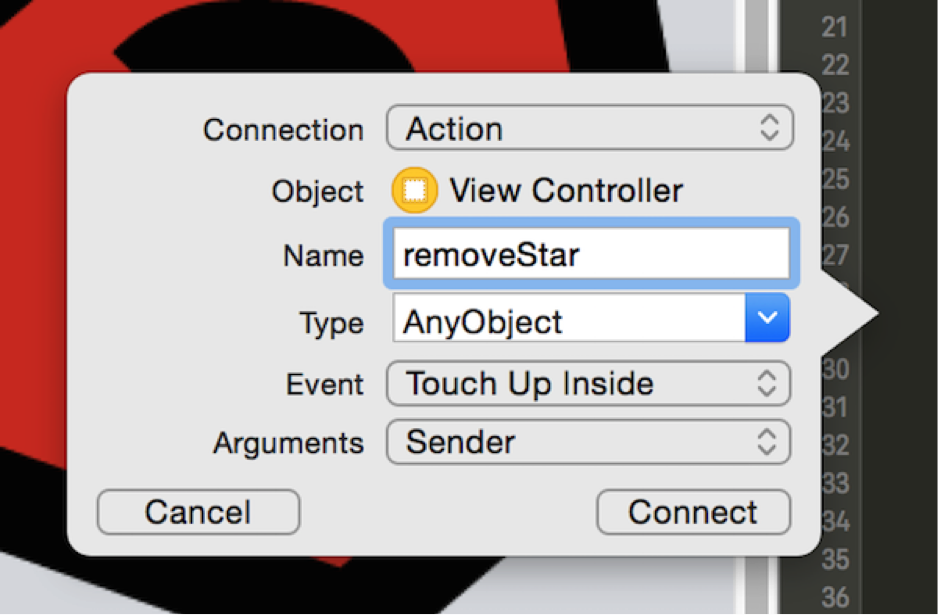 21
22
23
Connection Action
24
Object View Controller
25
26
Name removeStar
27
Type AnyObject
30
Event Touch Up Inside
31
Arguments Sender
32
33
Cancel Connect
34
35
36